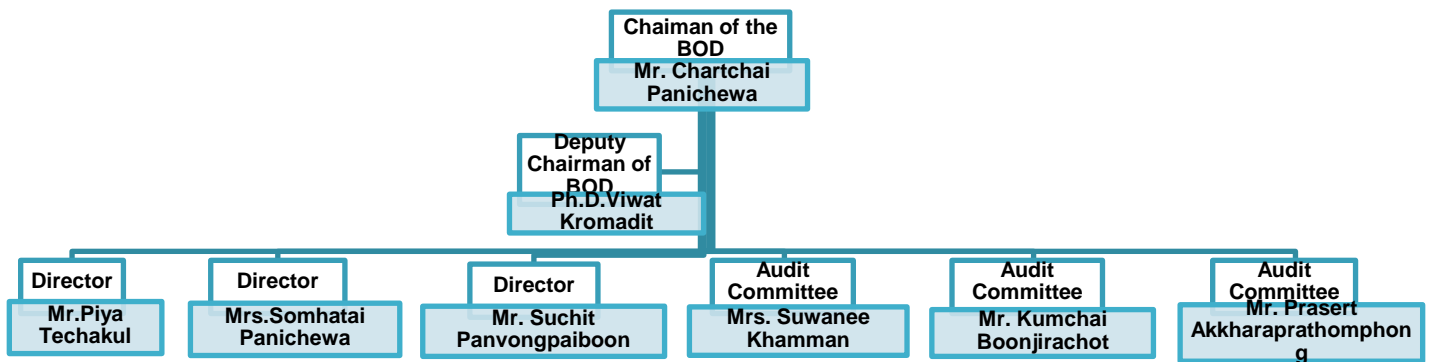 Chaiman of the
BOD
Mr. Chartchai
Panichewa
Deputy
Chairman of
BOD
Ph.D.Viwat
Kromadit
Director
Mr.Piya
Techakul
Director
Mrs.Somhatai
Panichewa
Director
Mr. Suchit
Panvongpaiboon
Audit
Committee
Mrs. Suwanee
Khamman
Audit
Committee
Mr. Kumchai
Boonjirachot
Audit
Committee
Mr. Prasert
Akkharaprathomphon
g